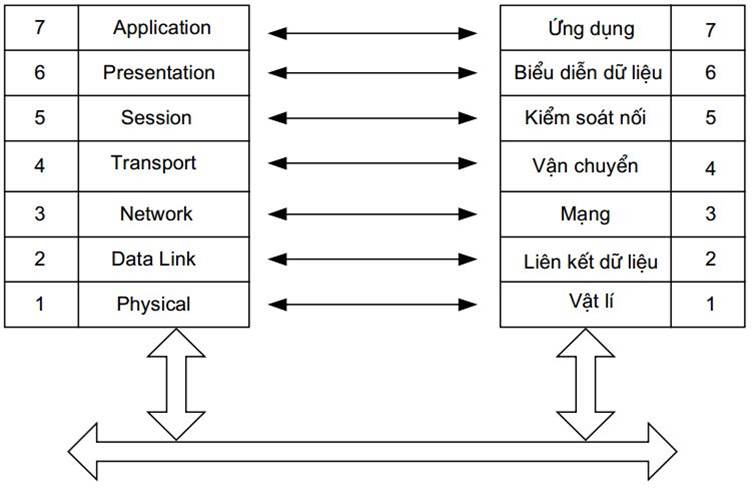 7 Application Ứng dụng 7
6 Presentation Biểu diễn dữ liệu 6
5 Session Kiểm soát nối 5
4 Transport Vận chuyển 4
3 Network Mạng 3
2 Data Link Liên kết dữ liệu 2
1 Physical Vật lí 1